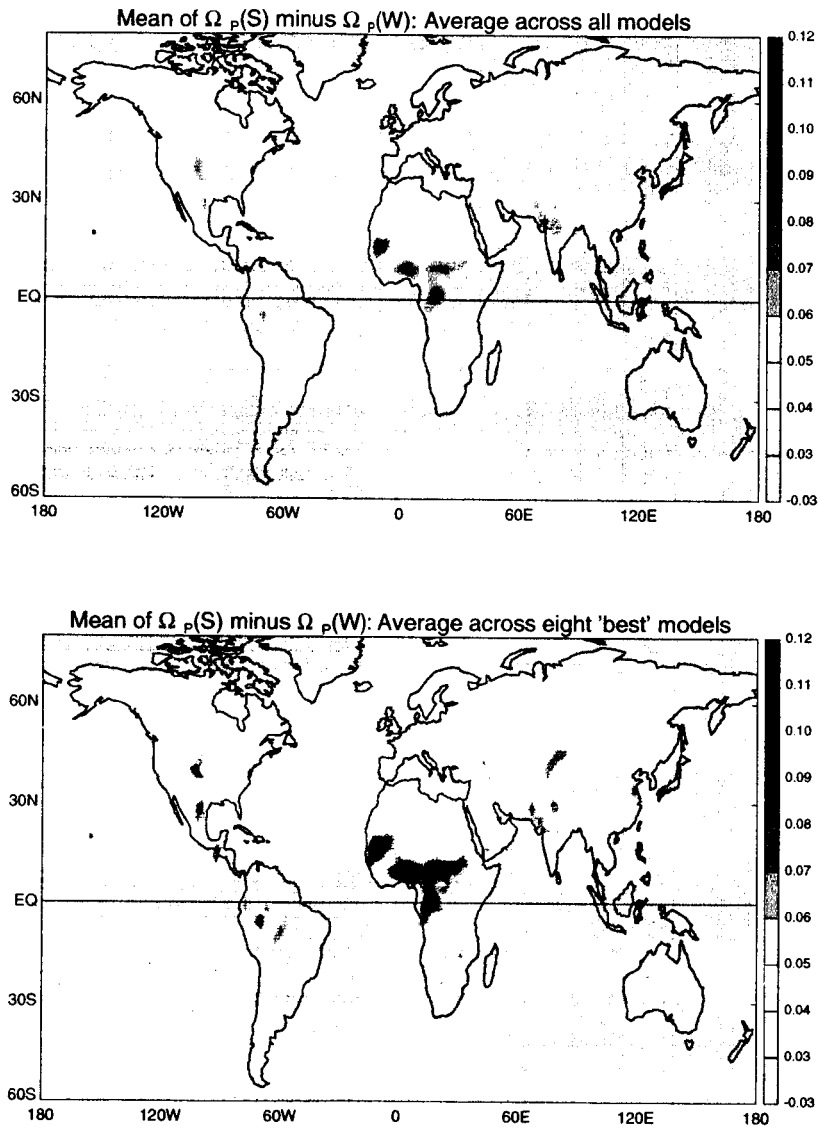 Mean of Ω P(S) minus Ω P(W): Average across all models
0.12
0.11
60N
0.10
0.09
30N
0.08
0.07
EQ
0.06
0.05
30S
0.04
0.03
60S
-0.03
180 120W 60W 0 60E 120E 180
Mean of Ω P(S) minus Ω P(W): Average across eight 'best' models
0.12
0.11
60N
0.10
0.09
30N
0.08
0.07
EQ
0.06
0.05
30S
0.04
0.03
60S
-0.03
180 120W 60W 0 60E 120E 180